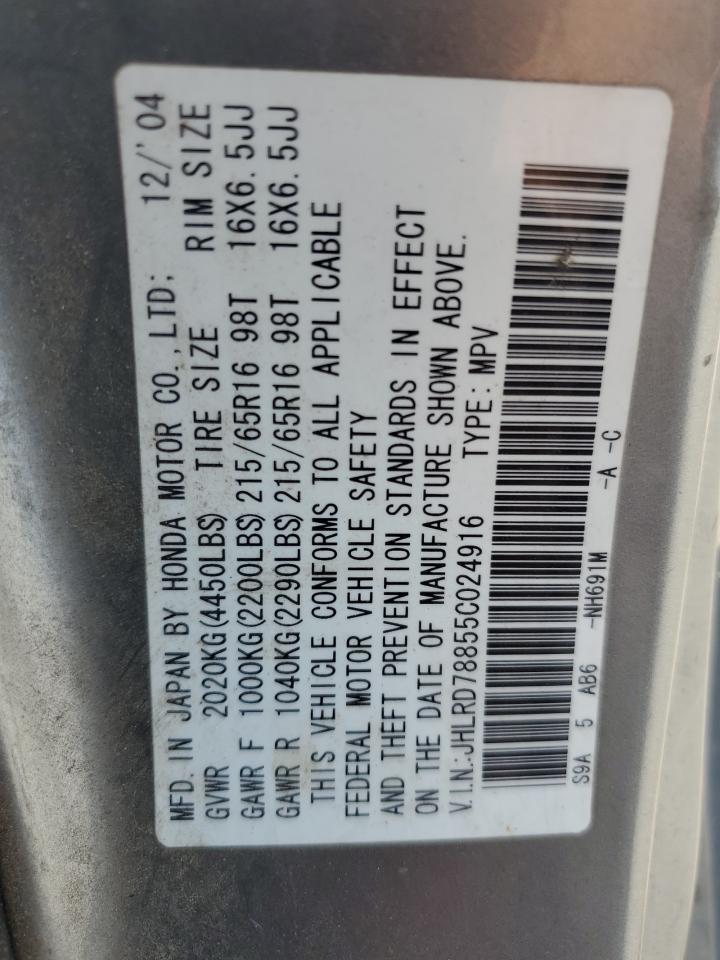 MFD. IN JAPAN BY HONDA MOTOR CO., LTD; 12/'04
GVWR 2020KG(4450LBS) TIRE SIZE RIM SIZE
GAWR F 1000KG(2200LBS) 215/65R16 98T 16X6.5JJ
GAWR R 1040KG(2290LBS) 215/65R16 98T 16X6.5JJ
THIS VEHICLE CONFORMS TO ALL APPLICABLE
FEDERAL MOTOR VEHICLE SAFETY
AND THEFT PREVENTION STANDARDS IN EFFECT
ON THE DATE OF MANUFACTURE SHOWN ABOVE.
V.I.N.:JHLRD78855C024916 TYPE: MPV
S9A 5 AB6 -NH691M -A -C